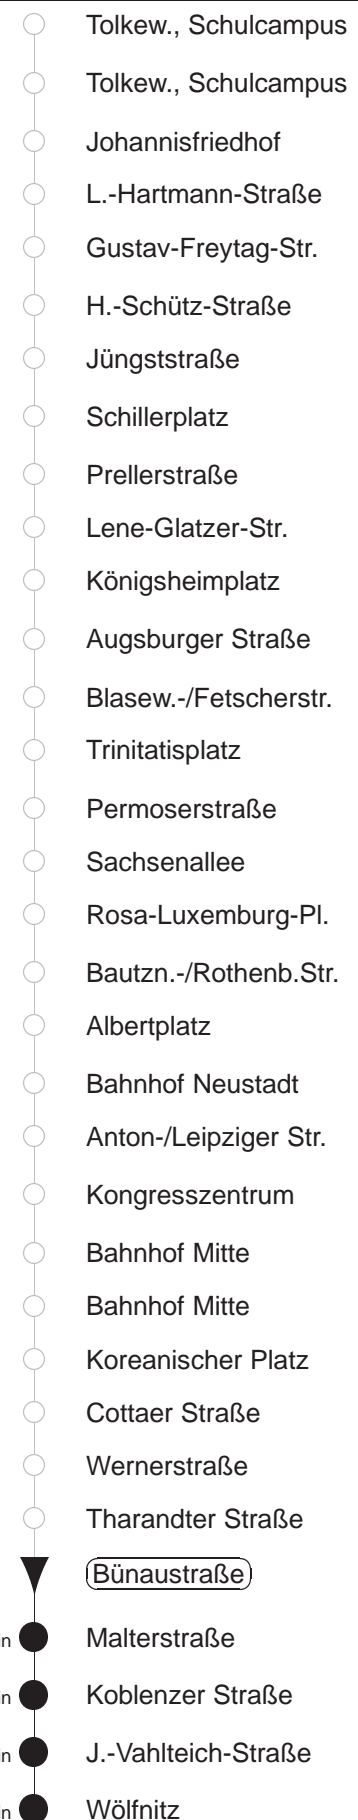 Tolkew., Schulcampus
Tolkew., Schulcampus
Johannisfriedhof
L.-Hartmann-Straße
Gustav-Freytag-Str.
H.-Schütz-Straße
Jüngststraße
Schillerplatz
Prellerstraße
Lene-Glatzer-Str.
Königsheimplatz
Augsburger Straße
Blasew.-/Fetscherstr.
Trinitatisplatz
Permoserstraße
Sachsenallee
Rosa-Luxemburg-Pl.
Bautzn.-/Rothenb.Str.
Albertplatz
Bahnhof Neustadt
Anton-/Leipziger Str.
Kongresszentrum
Bahnhof Mitte
Bahnhof Mitte
Koreanischer Platz
Cottaer Straße
Wernerstraße
Tharandter Straße
Bünaustraße
Malterstraße
Koblenzer Straße
J.-Vahlteich-Straße
Wölfnitz